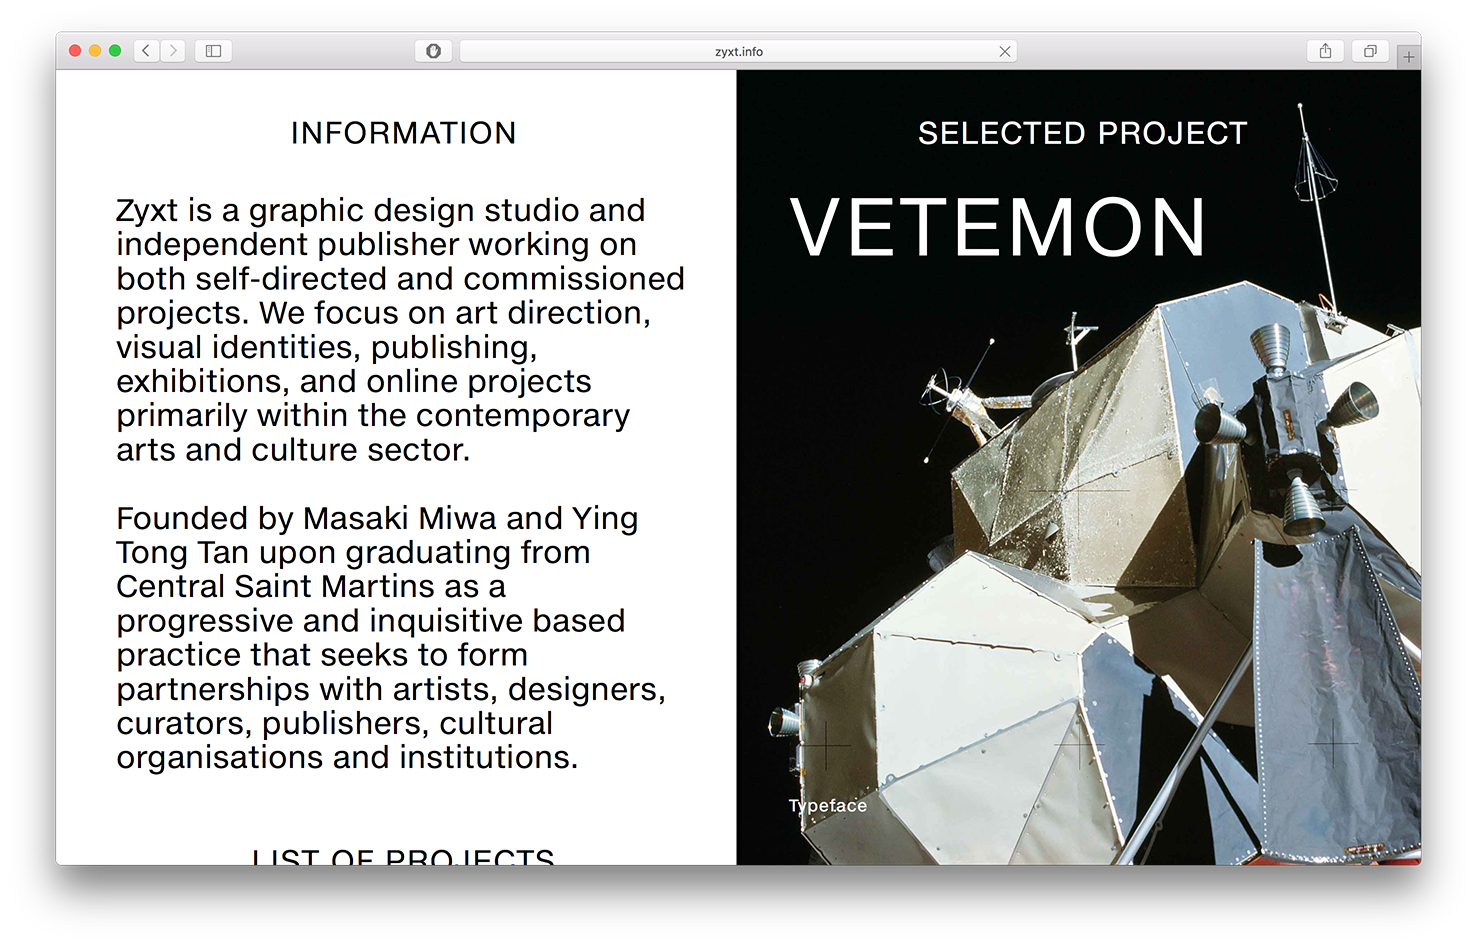 zyxt.info
INFORMATION
Zyxt is a graphic design studio and
independent publisher working on
both self-directed and commissioned
projects. We focus on art direction,
visual identities, publishing,
exhibitions, and online projects
primarily within the contemporary
arts and culture sector.
Founded by Masaki Miwa and Ying
Tong Tan upon graduating from
Central Saint Martins as a
progressive and inquisitive based
practice that seeks to form
partnerships with artists, designers,
curators, publishers, cultural
organisations and institutions.
LIST OF PROJECTS
SELECTED PROJECT
VETEMON
Typeface